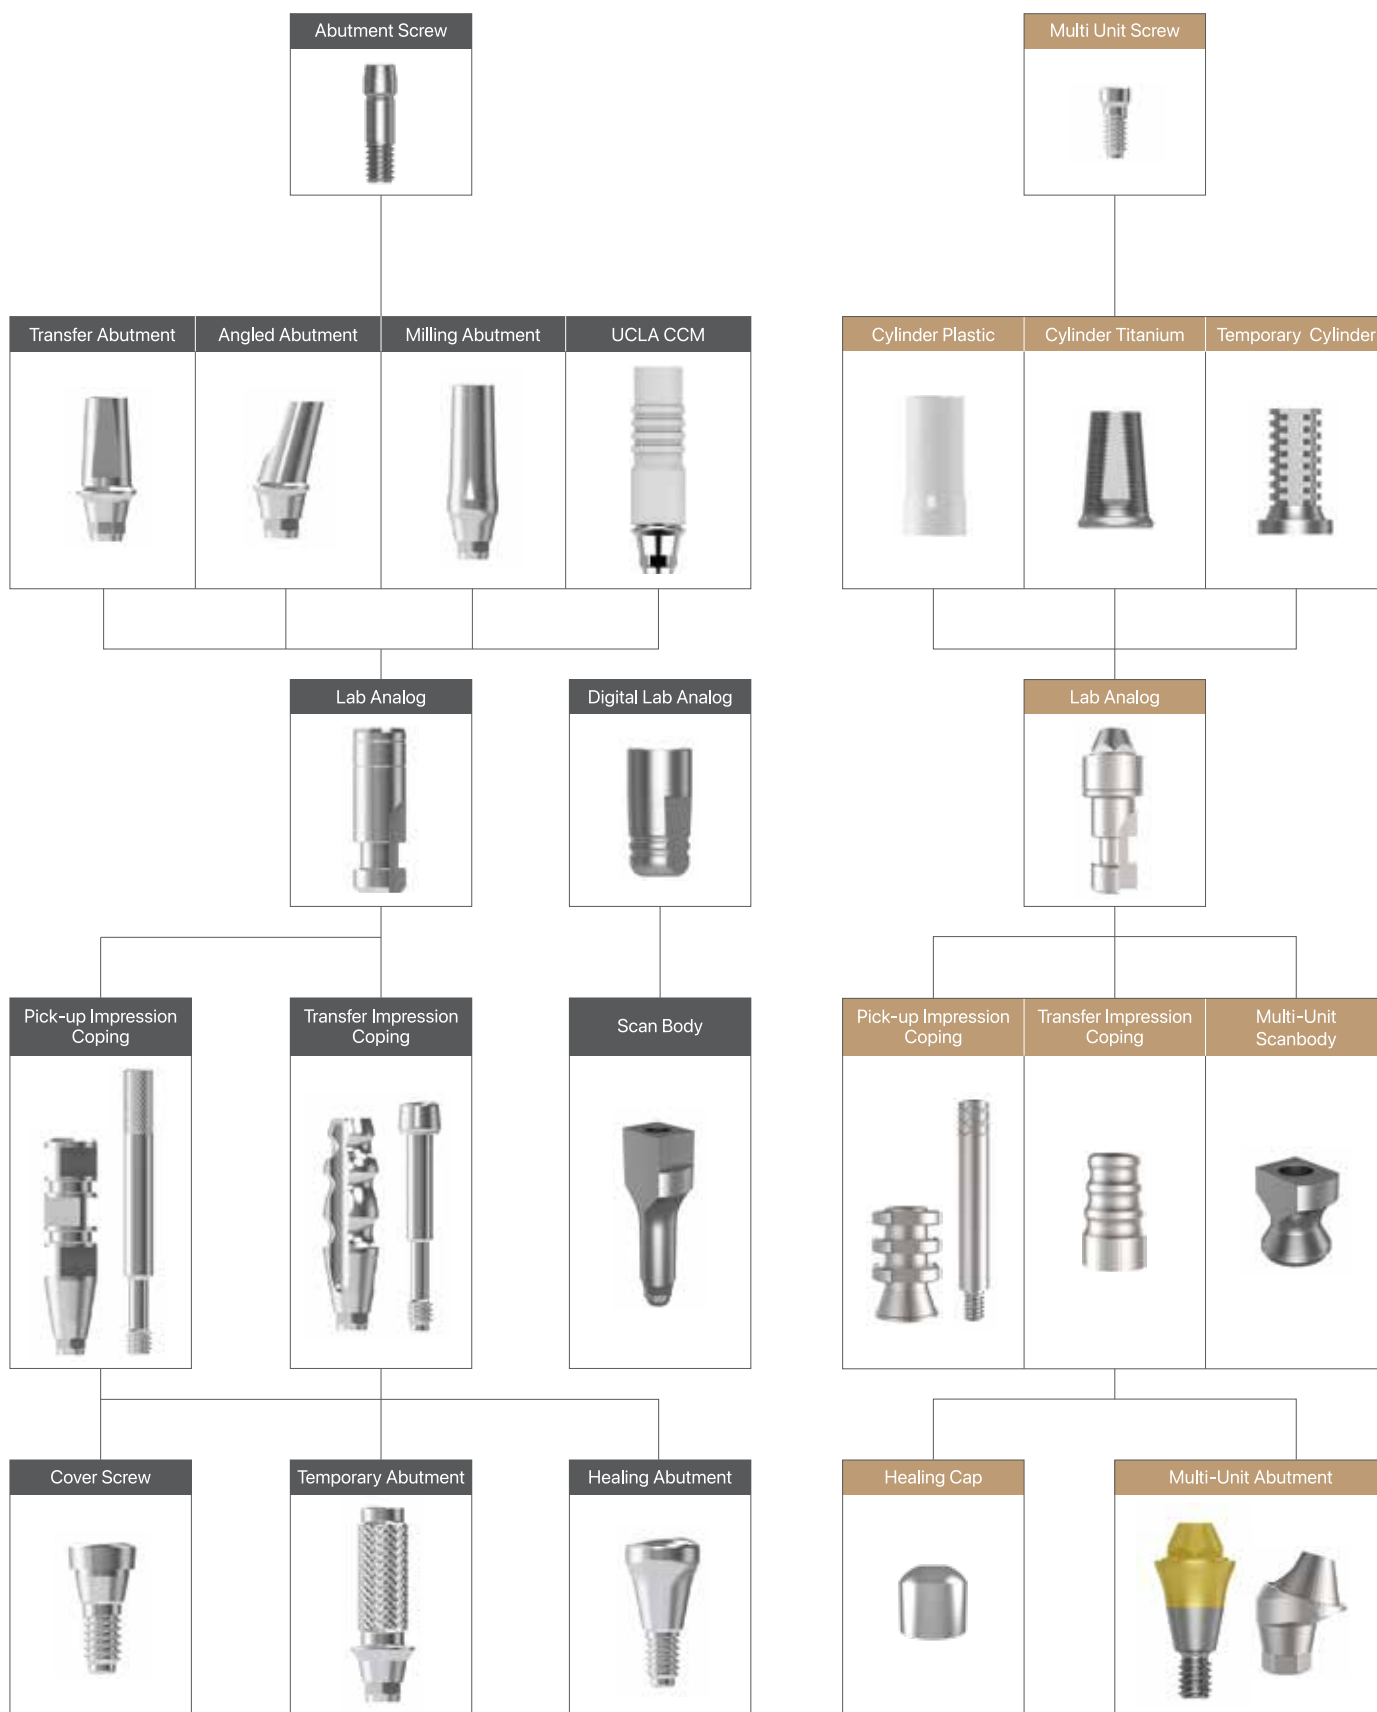 Abutment Screw
Multi Unit Screw
Transfer Abutment
Angled Abutment
Milling Abutment
UCLA CCM
Cylinder Plastic
Cylinder Titanium
Temporary Cylinder
Lab Analog
Digital Lab Analog
Lab Analog
Pick-up Impression
Coping
Transfer Impression
Coping
Scan Body
Pick-up Impression
Coping
Transfer Impression
Coping
Multi-Unit
Scanbody
Cover Screw
Temporary Abutment
Healing Abutment
Healing Cap
Multi-Unit Abutment